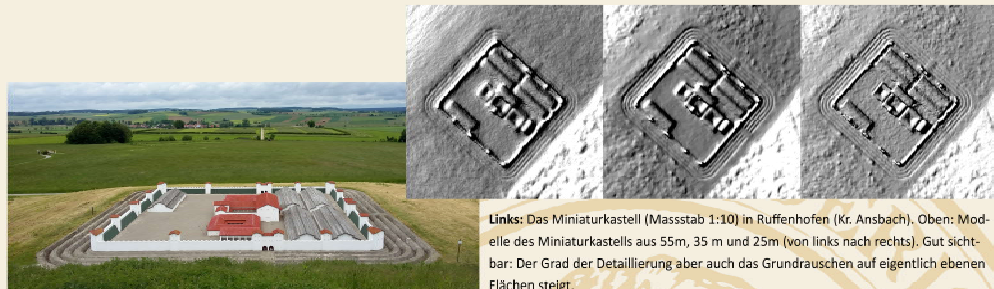 Links: Das Miniaturkastell (Massstab 1:10) in Ruffenhofen (Kr. Ansbach). Oben: Mod-
elle des Miniaturkastells aus 55m, 35 m und 25m (von links nach rechts). Gut sicht-
bar: Der Grad der Detaillierung aber auch das Grundrauschen auf eigentlich ebenen
Flächen steigt.